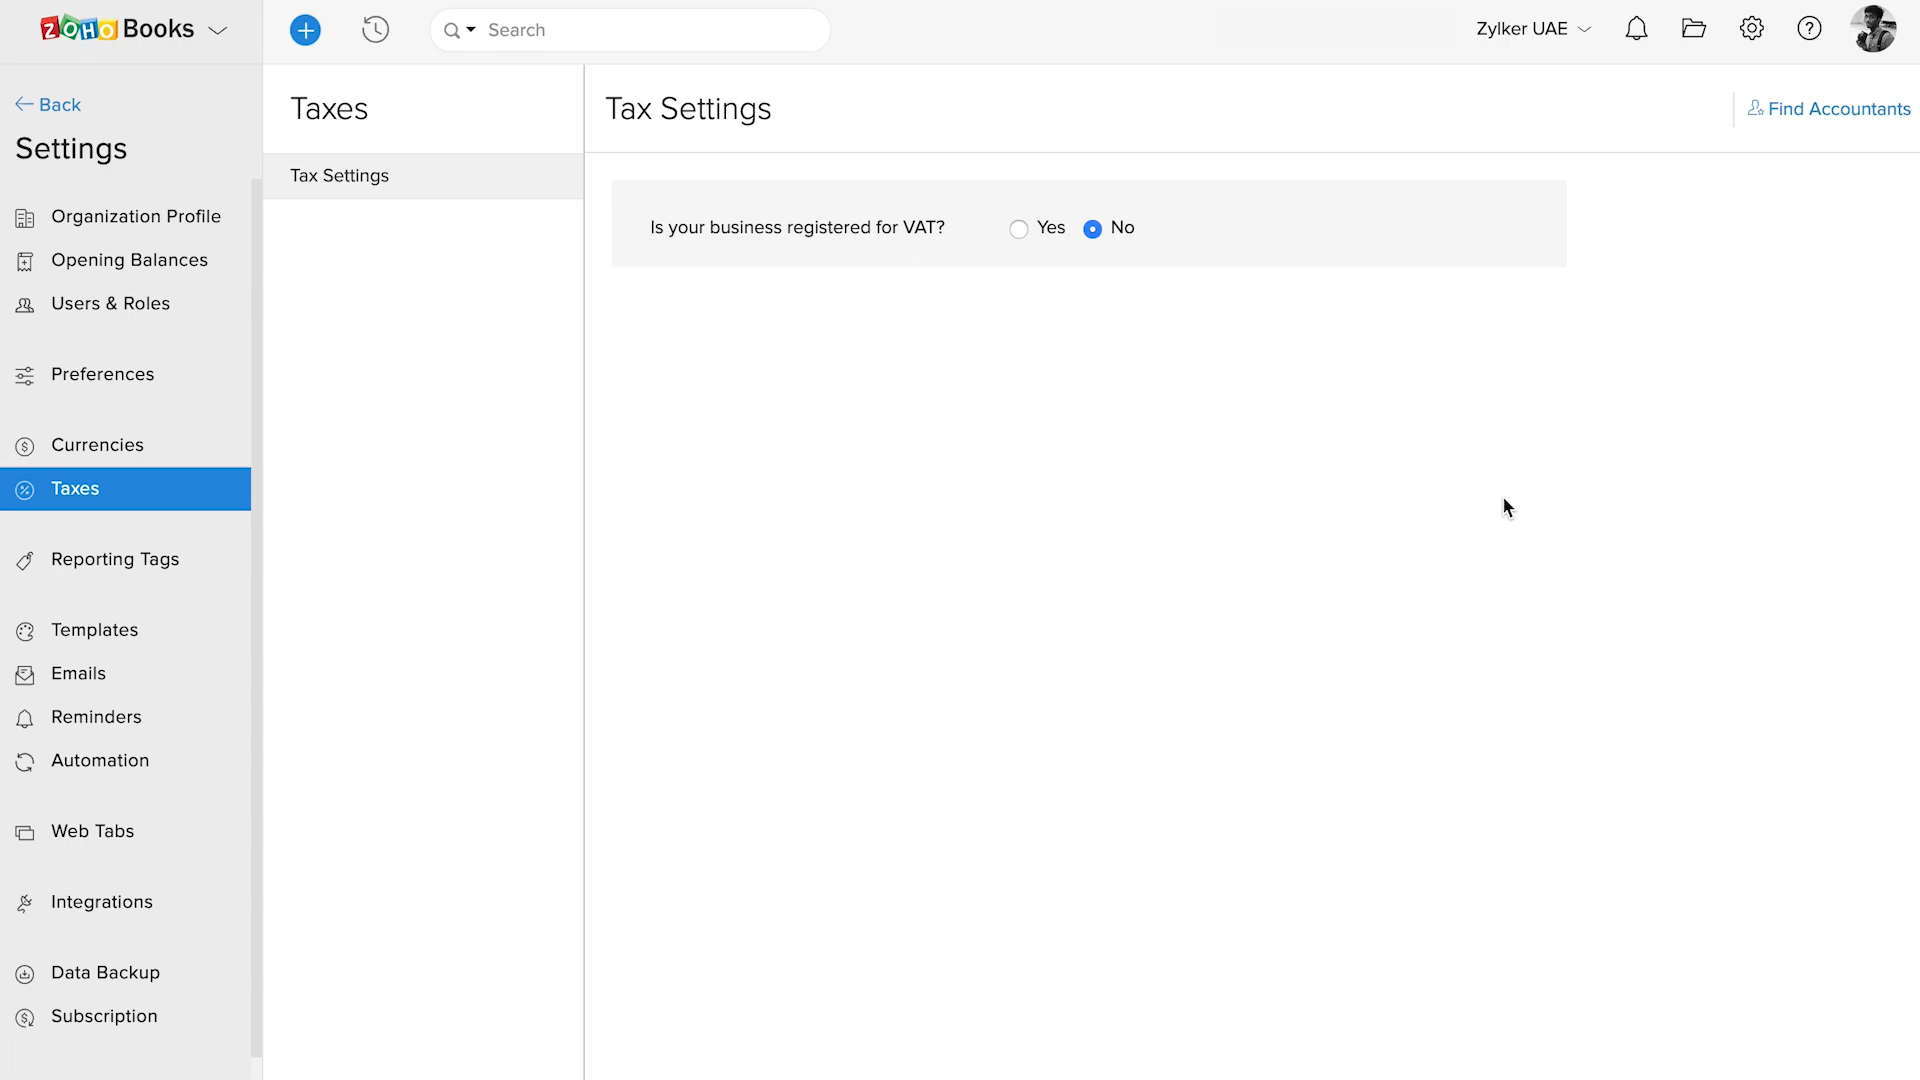 ZOHO Books
Search
Zylker UAE
Back
Settings
Organization Profile
Opening Balances
Users & Roles
Preferences
Currencies
Taxes
Reporting Tags
Templates
Emails
Reminders
Automation
Web Tabs
Integrations
Data Backup
Subscription
Taxes
Tax Settings
Tax Settings
Find Accountants
Is your business registered for VAT? Yes No